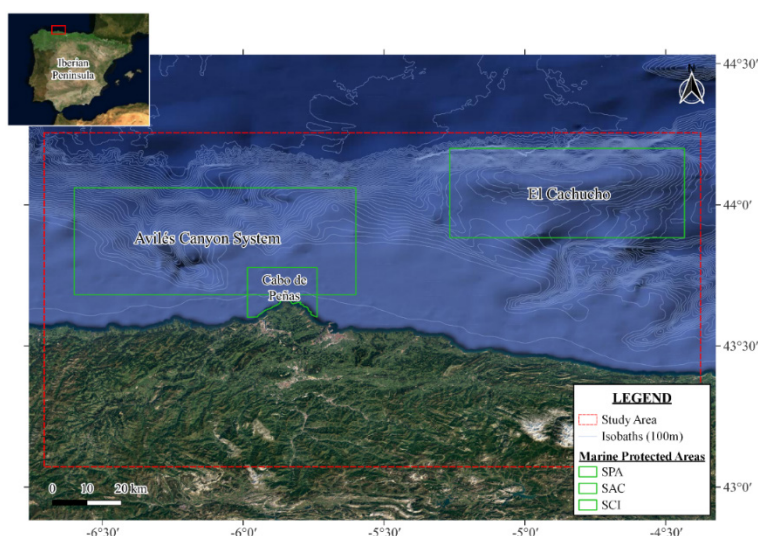 Iberian
Peninsula
N
44°30'
44°0'
43°30'
43°0'
El Cachucho
Avilés Canyon System
Cabo de
Peñas
LEGEND
Study Area
Isobaths (100m)
Marine Protected Areas
SPA
SAC
SCI
0 10 20 km
-6°30' -6°0' -5°30' -5°0' -4°30'